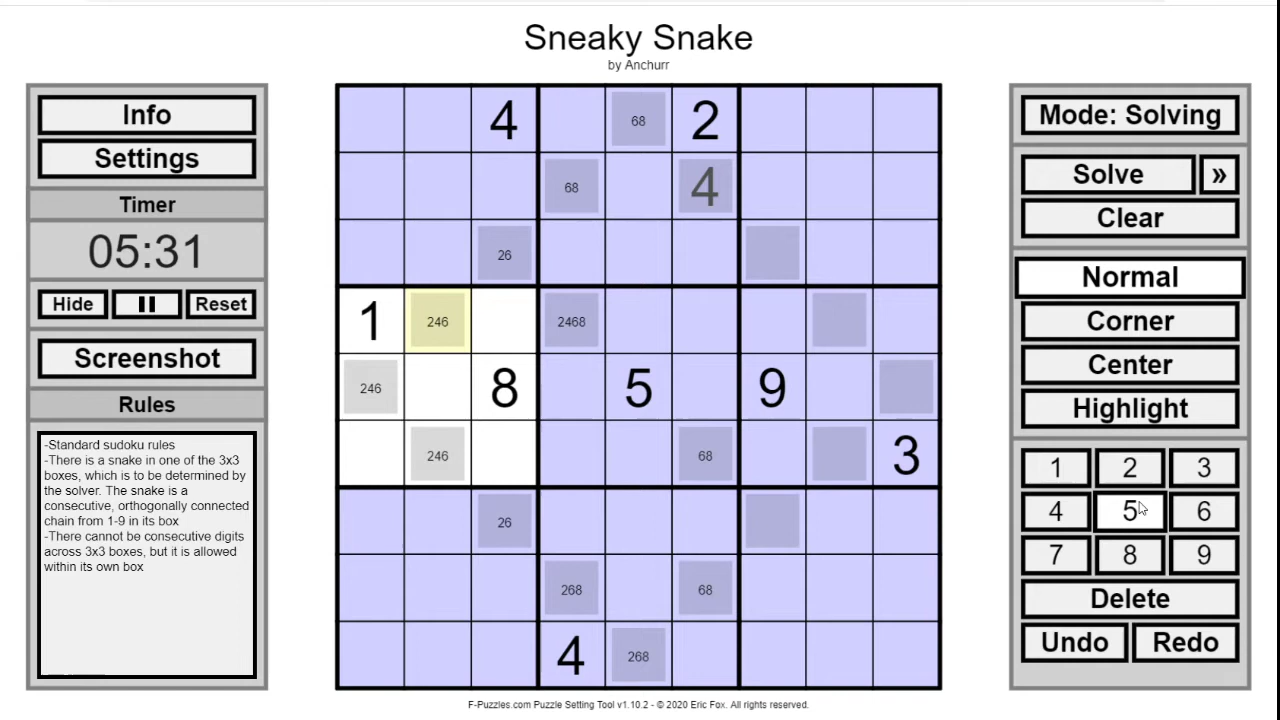 Sneaky Snake
by Anchurr
Info
Settings
Timer
05:31
Hide
Reset
Screenshot
Rules
-Standard sudoku rules
-There is a snake in one of the 3x3
boxes, which is to be determined by
the solver. The snake is a
consecutive, orthogonally connected
chain from 1-9 in its box
-There cannot be consecutive digits
across 3x3 boxes, but it is allowed
within its own box
4 68 2
68 4
26
1 246 2468
246 8 5 9
246 68 3
26
268 68
4 268
Mode: Solving
Solve »
Clear
Normal
Corner
Center
Highlight
1 2 3
4 5 6
7 8 9
Delete
Undo Redo
F-Puzzles.com Puzzle Setting Tool v1.10.2 - © 2020 Eric Fox. All rights reserved.